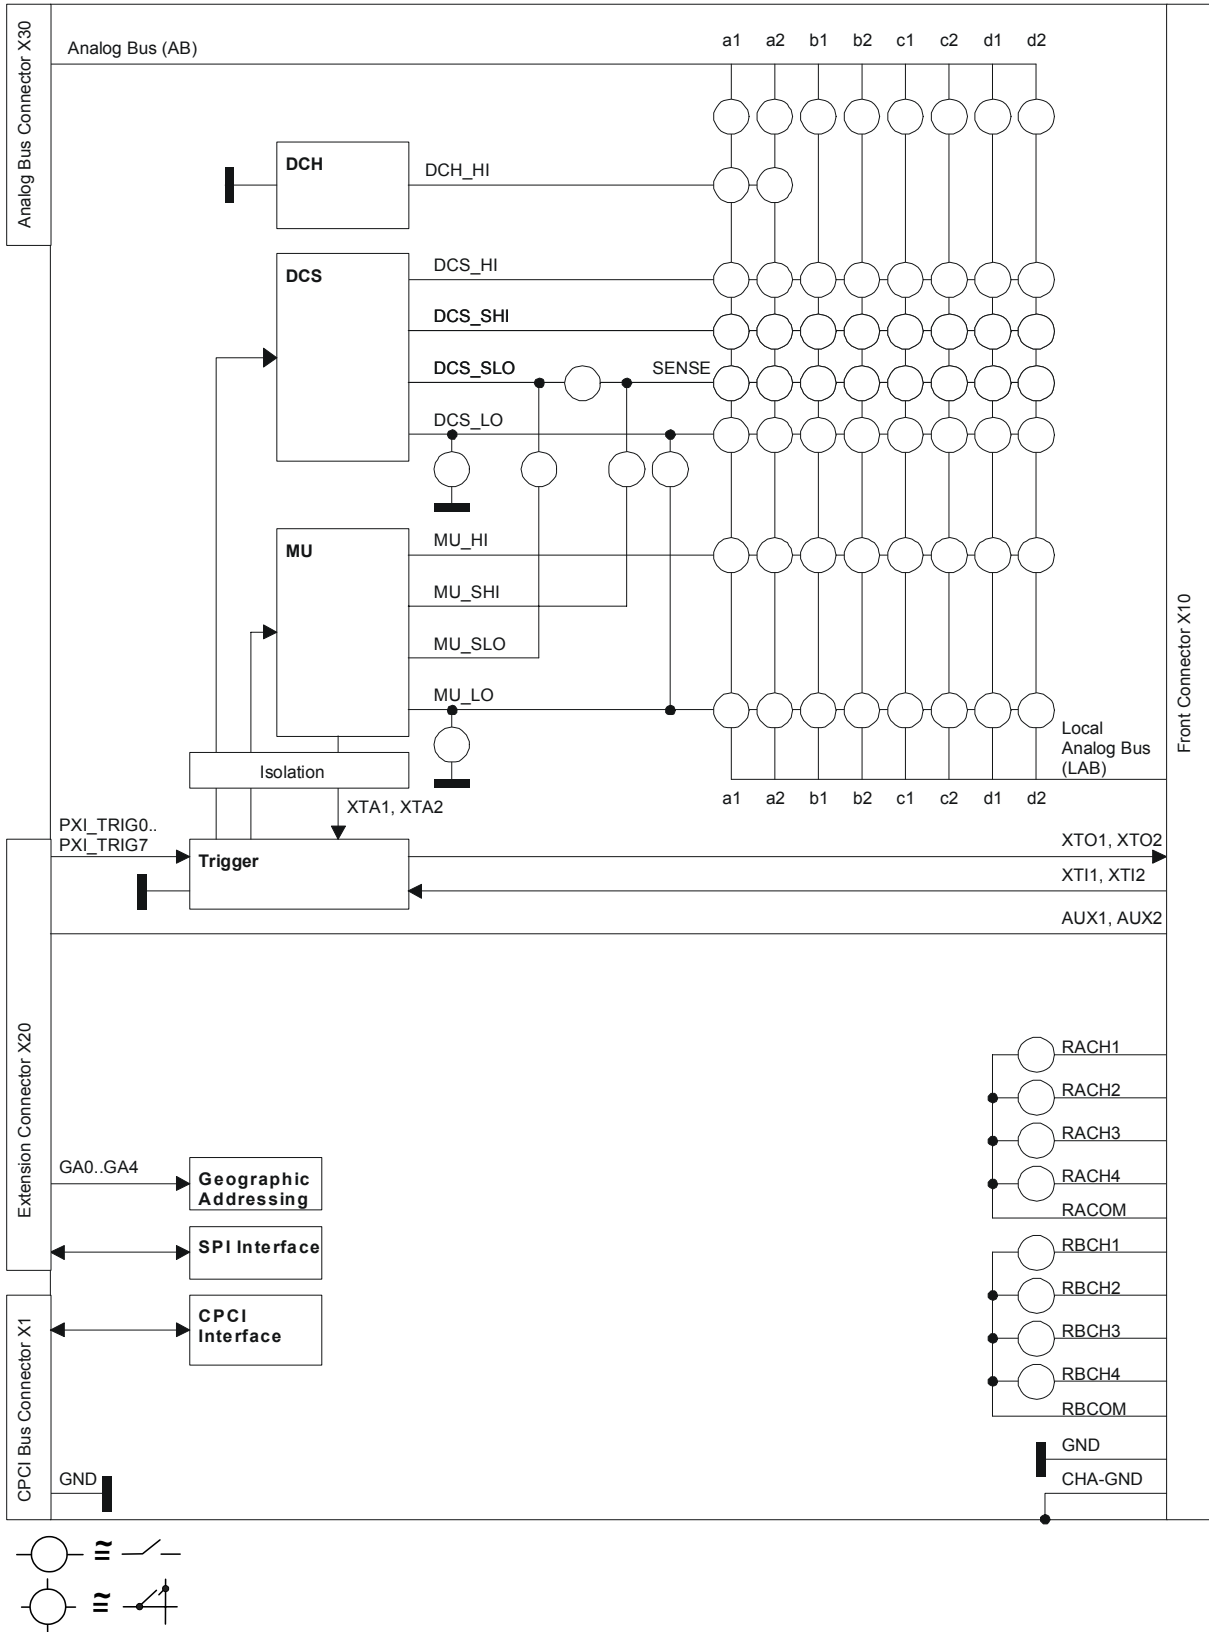 Analog Bus Connector X30
Analog Bus (AB)
a1 a2 b1 b2 c1 c2 d1 d2
DCH
DCH_HI
DCS
DCS_HI
DCS_SHI
DCS_SLO
SENSE
DCS_LO
MU
MU_HI
MU_SHI
MU_SLO
MU_LO
Local
Analog Bus
(LAB)
Front Connector X10
Isolation
a1 a2 b1 b2 c1 c2 d1 d2
XTA1, XTA2
PXI_TRIG0..
PXI_TRIG7
Trigger
XTO1, XTO2
XTI1, XTI2
AUX1, AUX2
Extension Connector X20
RACH1
RACH2
RACH3
RACH4
RACOM
GA0..GA4
Geographic
Addressing
SPI Interface
RBCH1
RBCH2
RBCH3
RBCH4
RBCOM
CPCI Bus Connector X1
CPCI
Interface
GND
GND
CHA-GND
≅
≅